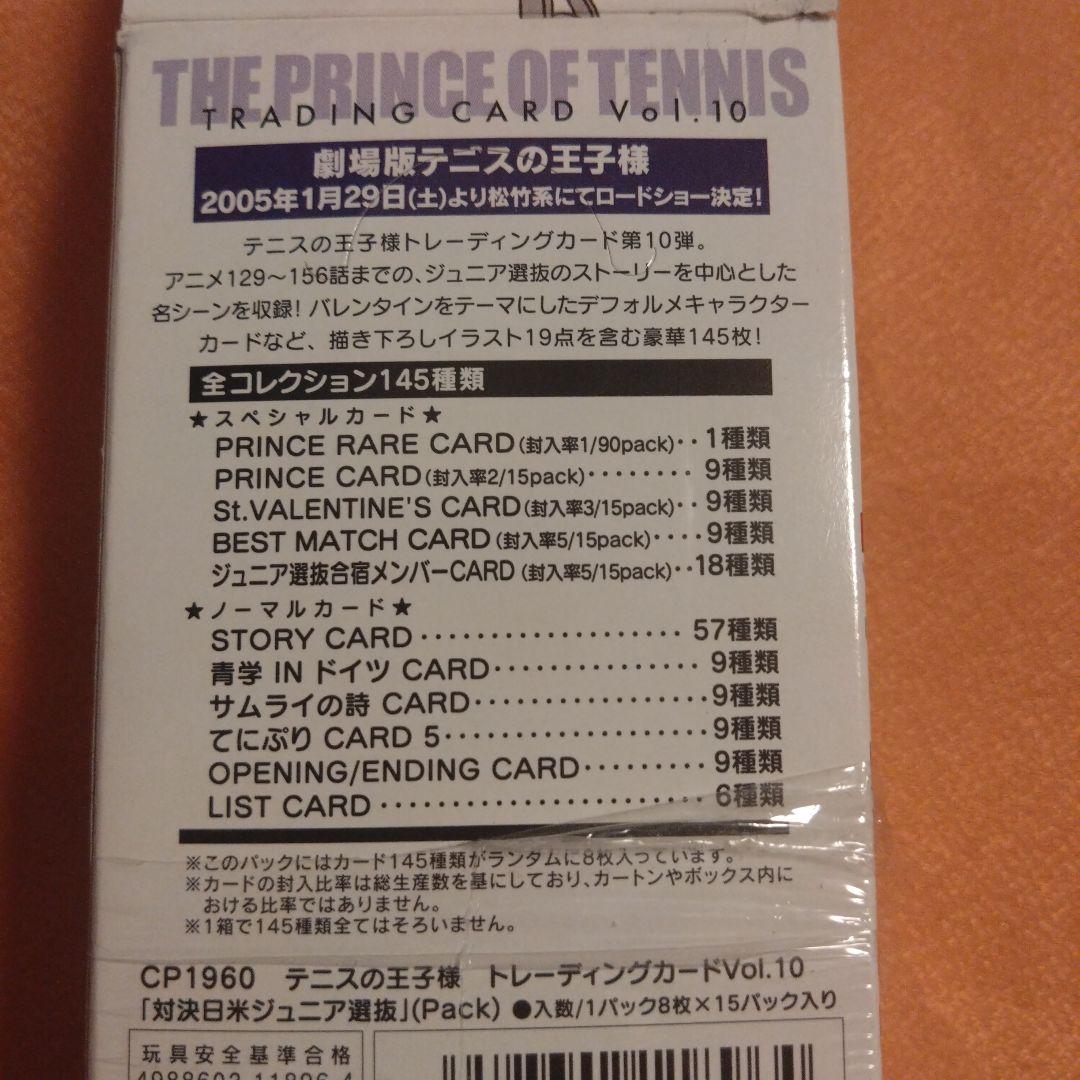 THE PRINCE OF TENNIS
TRADING CARD Vol.10
劇場版テニスの王子様
2005年1月29日(土)より松竹系にてロードショー決定!
テニスの王子様トレーディングカード第10弾。
アニメ129〜156話までの、ジュニア選抜のストーリーを中心とした
名シーンを収録! バレンタインをテーマにしたデフォルメキャラクター
カードなど、描き下ろしイラスト19点を含む豪華145枚!
全コレクション145種類
★スペシャルカード★
PRINCE RARE CARD(封入率1/90pack)‥1種類
PRINCE CARD(封入率2/15pack)‥‥‥‥9種類
St.VALENTINE'S CARD(封入率3/15pack)‥9種類
BEST MATCH CARD(封入率5/15pack)‥‥9種類
ジュニア選抜合宿メンバーCARD(封入率5/15pack)‥18種類
★ノーマルカード★
STORY CARD‥‥‥‥‥‥‥‥‥‥57種類
青学 IN ドイツ CARD‥‥‥‥‥‥‥‥9種類
サムライの詩 CARD‥‥‥‥‥‥‥‥‥9種類
てにぷり CARD 5‥‥‥‥‥‥‥‥‥‥9種類
OPENING/ENDING CARD‥‥‥‥‥9種類
LIST CARD‥‥‥‥‥‥‥‥‥‥‥‥6種類
※このパックにはカード145種類がランダムに8枚入っています。
※カードの封入比率は総生産数を基にしており、カートンやボックス内に
おける比率ではありません。
※1箱で145種類全てはそろいません。
CP1960 テニスの王子様 トレーディングカードVol.10
「対決日米ジュニア選抜」(Pack) ●入数/1パック8枚×15パック入り
玩具安全基準合格
4988602 11896 4